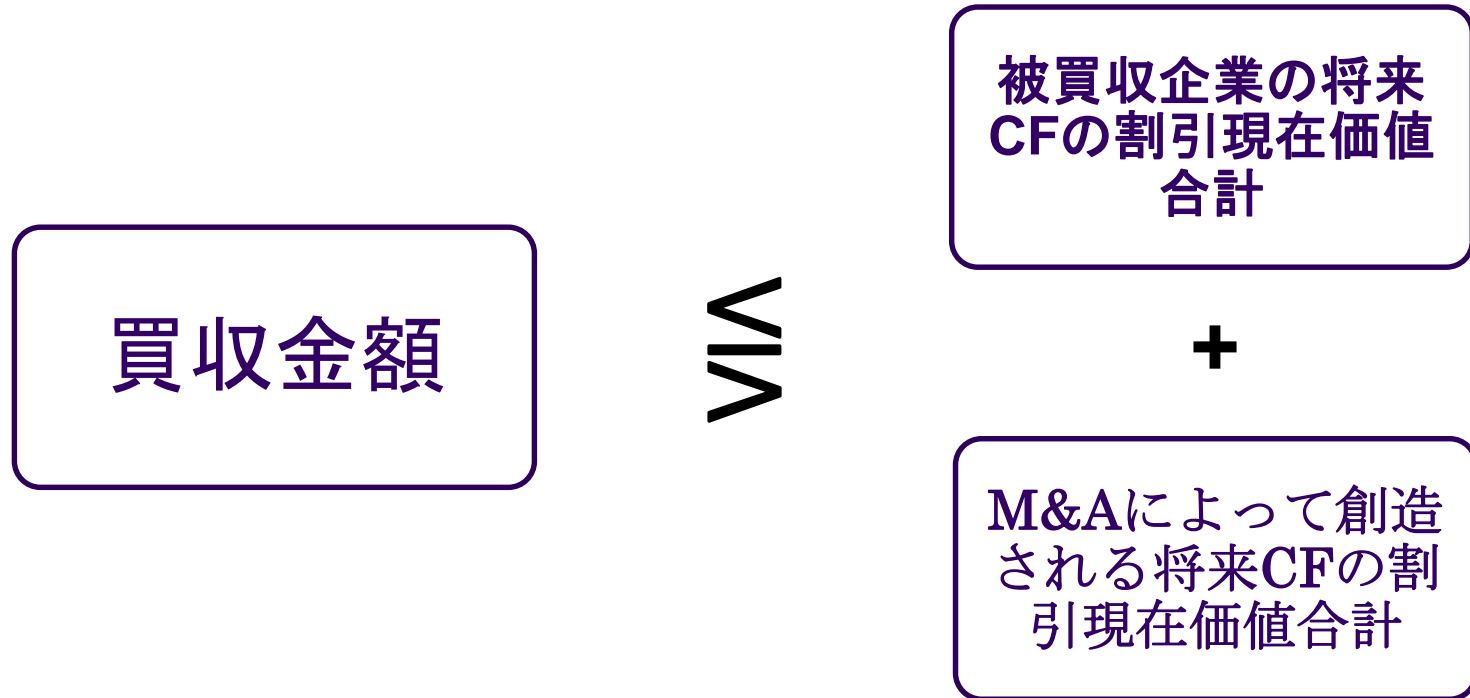 被買収企業の将来
CFの割引現在価値
合計
買収金額
≦
≧
+
M&Aによって創造
される将来CFの割
引現在価値合計